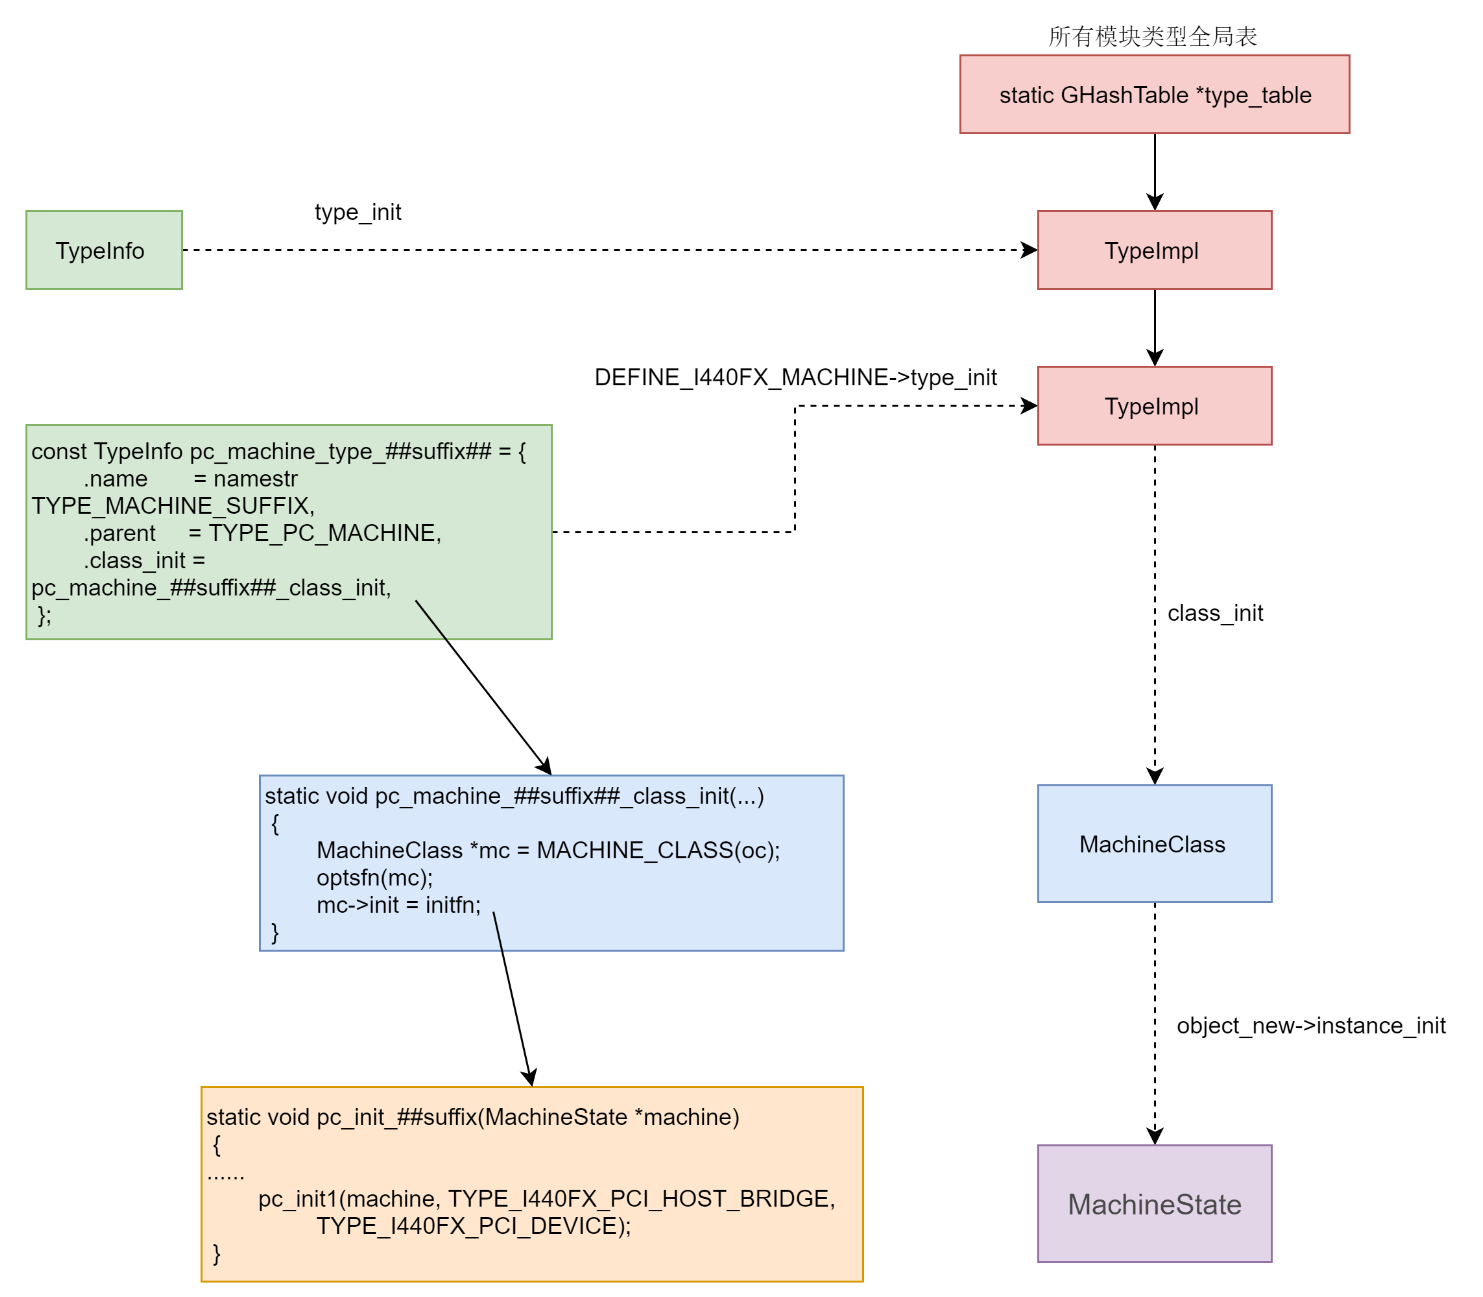 所有模块类型全局表
static GHashTable *type_table
type_init
TypeInfo
TypeImpl
DEFINE_I440FX_MACHINE->type_init
TypeImpl
const TypeInfo pc_machine_type_##suffix## = {
.name = namestr
TYPE_MACHINE_SUFFIX,
.parent = TYPE_PC_MACHINE,
.class_init =
pc_machine_##suffix##_class_init,
};
class_init
static void pc_machine_##suffix##_class_init(...)
{
MachineClass *mc = MACHINE_CLASS(oc);
optsfn(mc);
mc->init = initfn;
}
MachineClass
object_new->instance_init
static void pc_init_##suffix(MachineState *machine)
{
......
pc_init1(machine, TYPE_I440FX_PCI_HOST_BRIDGE,
TYPE_I440FX_PCI_DEVICE);
}
MachineState